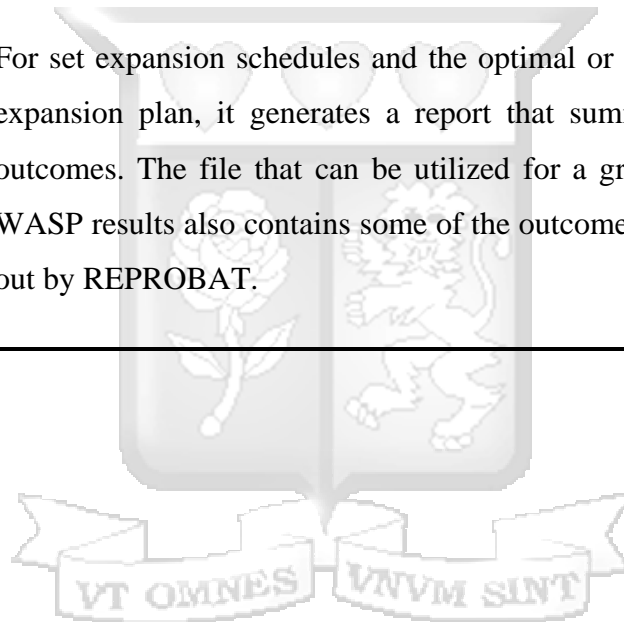 For set expansion schedules and the optimal or
expansion plan, it generates a report that sum
outcomes. The file that can be utilized for a gr
WASP results also contains some of the outcome
out by REPROBAT.
VT OMNES VNVM SINT